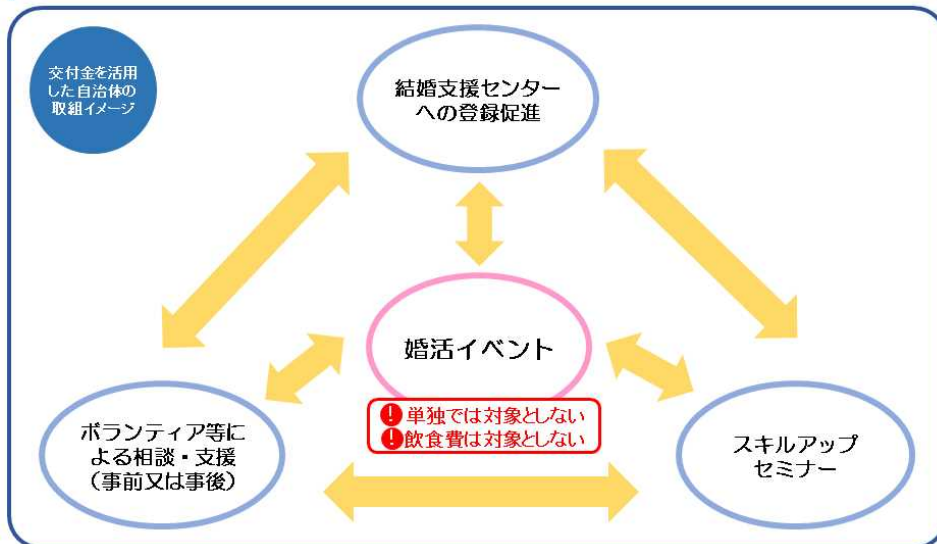 交付金を活用
した自治体の
取組イメージ
結婚支援センター
への登録促進
婚活イベント
！単独では対象としない
！飲食費は対象としない
ボランティア等に
よる相談・支援
（事前又は事後）
スキルアップ
セミナー